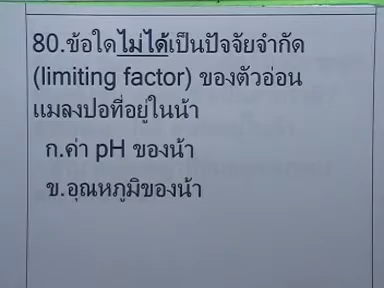 80.ข้อใดไม่ได้เป็นปัจจัยจำกัด
(limiting factor) ของตัวอ่อน
แมลงปอที่อยู่ในน้ำ
ก.ค่า pH ของน้ำ
ข.อุณหภูมิของน้ำ